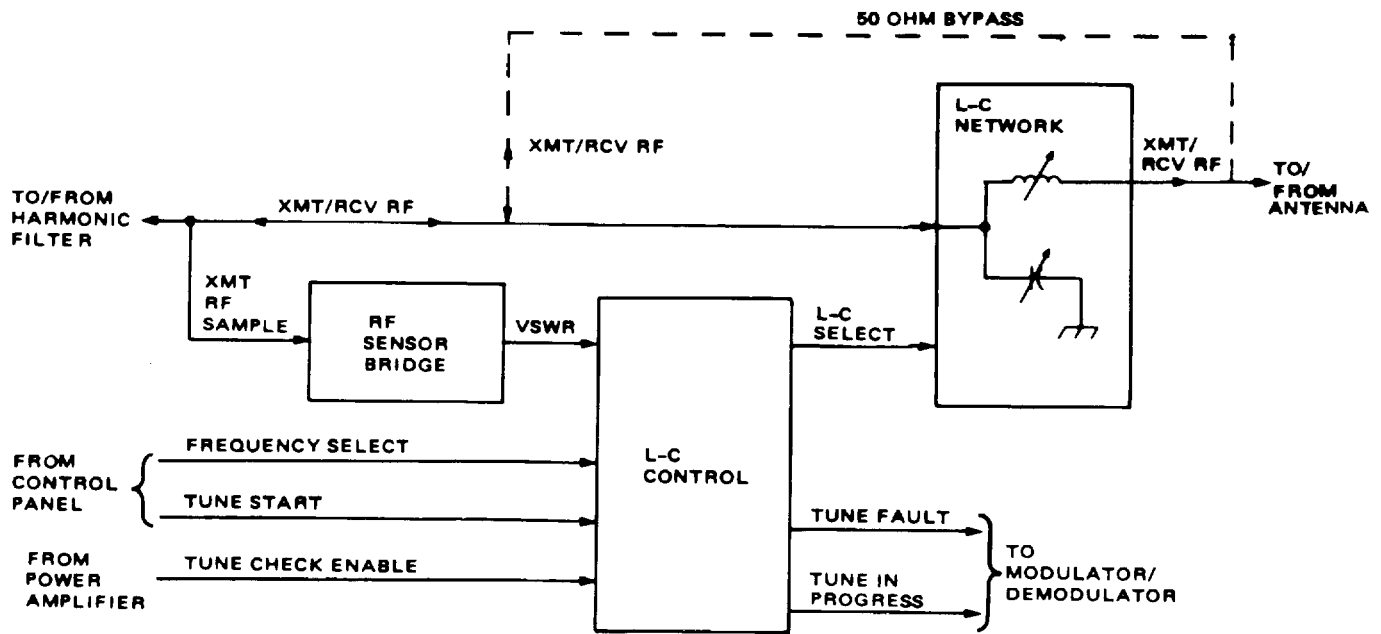 50 OHM BYPASS
L-C
NETWORK
XMT/RCV RF
XMT/
RCV RF
TO/FROM
HARMONIC
FILTER
XMT/RCV RF
TO/
FROM
ANTENNA
XMT
RF
SAMPLE
RF
SENSOR
BRIDGE
VSWR
L-C
SELECT
FROM
CONTROL
PANEL
FREQUENCY SELECT
TUNE START
L-C
CONTROL
FROM
POWER
AMPLIFIER
TUNE CHECK ENABLE
TUNE FAULT
TUNE IN
PROGRESS
TO
MODULATOR/
DEMODULATOR